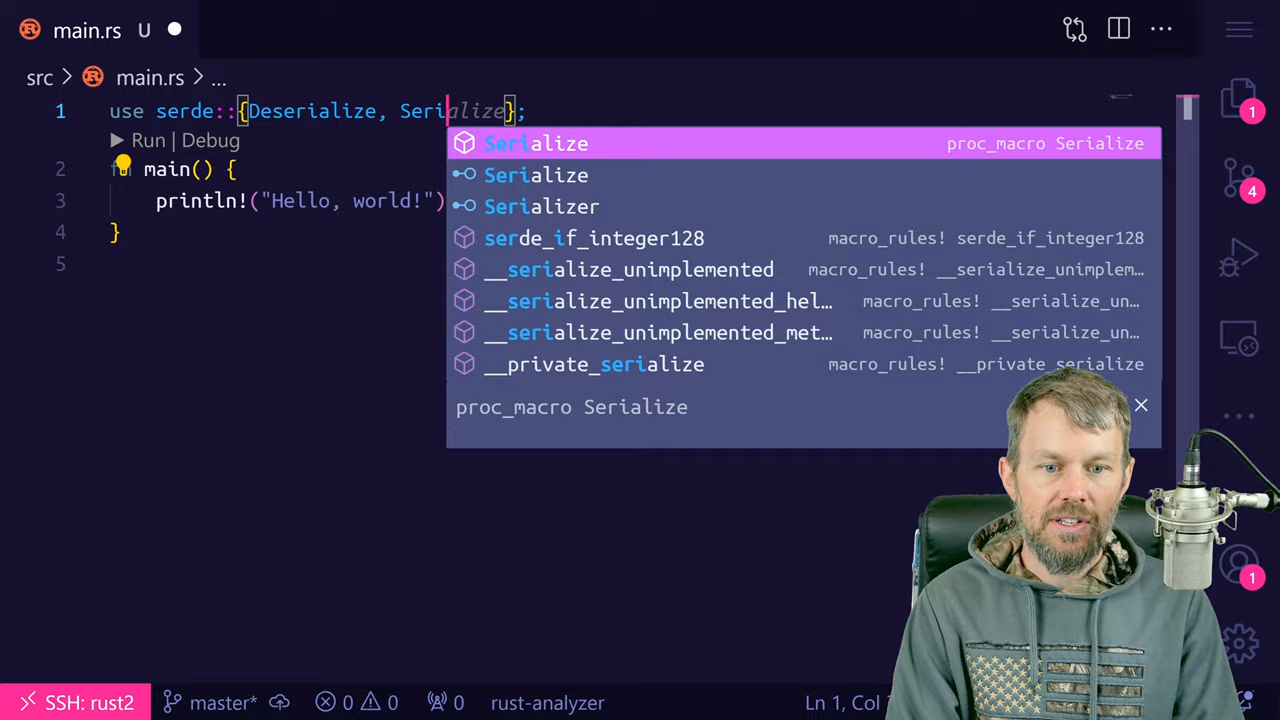 main.rs U
src > main.rs > ...
1 use serde::{Deserialize, Serialize};
Run | Debug
2 main() {
3 println!("Hello, world!")
4 }
5
Serialize proc_macro Serialize
Serialize
Serializer
serde_if_integer128 macro_rules! serde_if_integer128
__serialize_unimplemented macro_rules! __serialize_unimplem…
__serialize_unimplemented_hel… macro_rules! __serialize_un…
__serialize_unimplemented_met… macro_rules! __serialize_un…
__private_serialize macro_rules! __private_serialize
proc_macro Serialize
1
4
1
SSH: rust2 master* 0 0 0 rust-analyzer Ln 1, Col